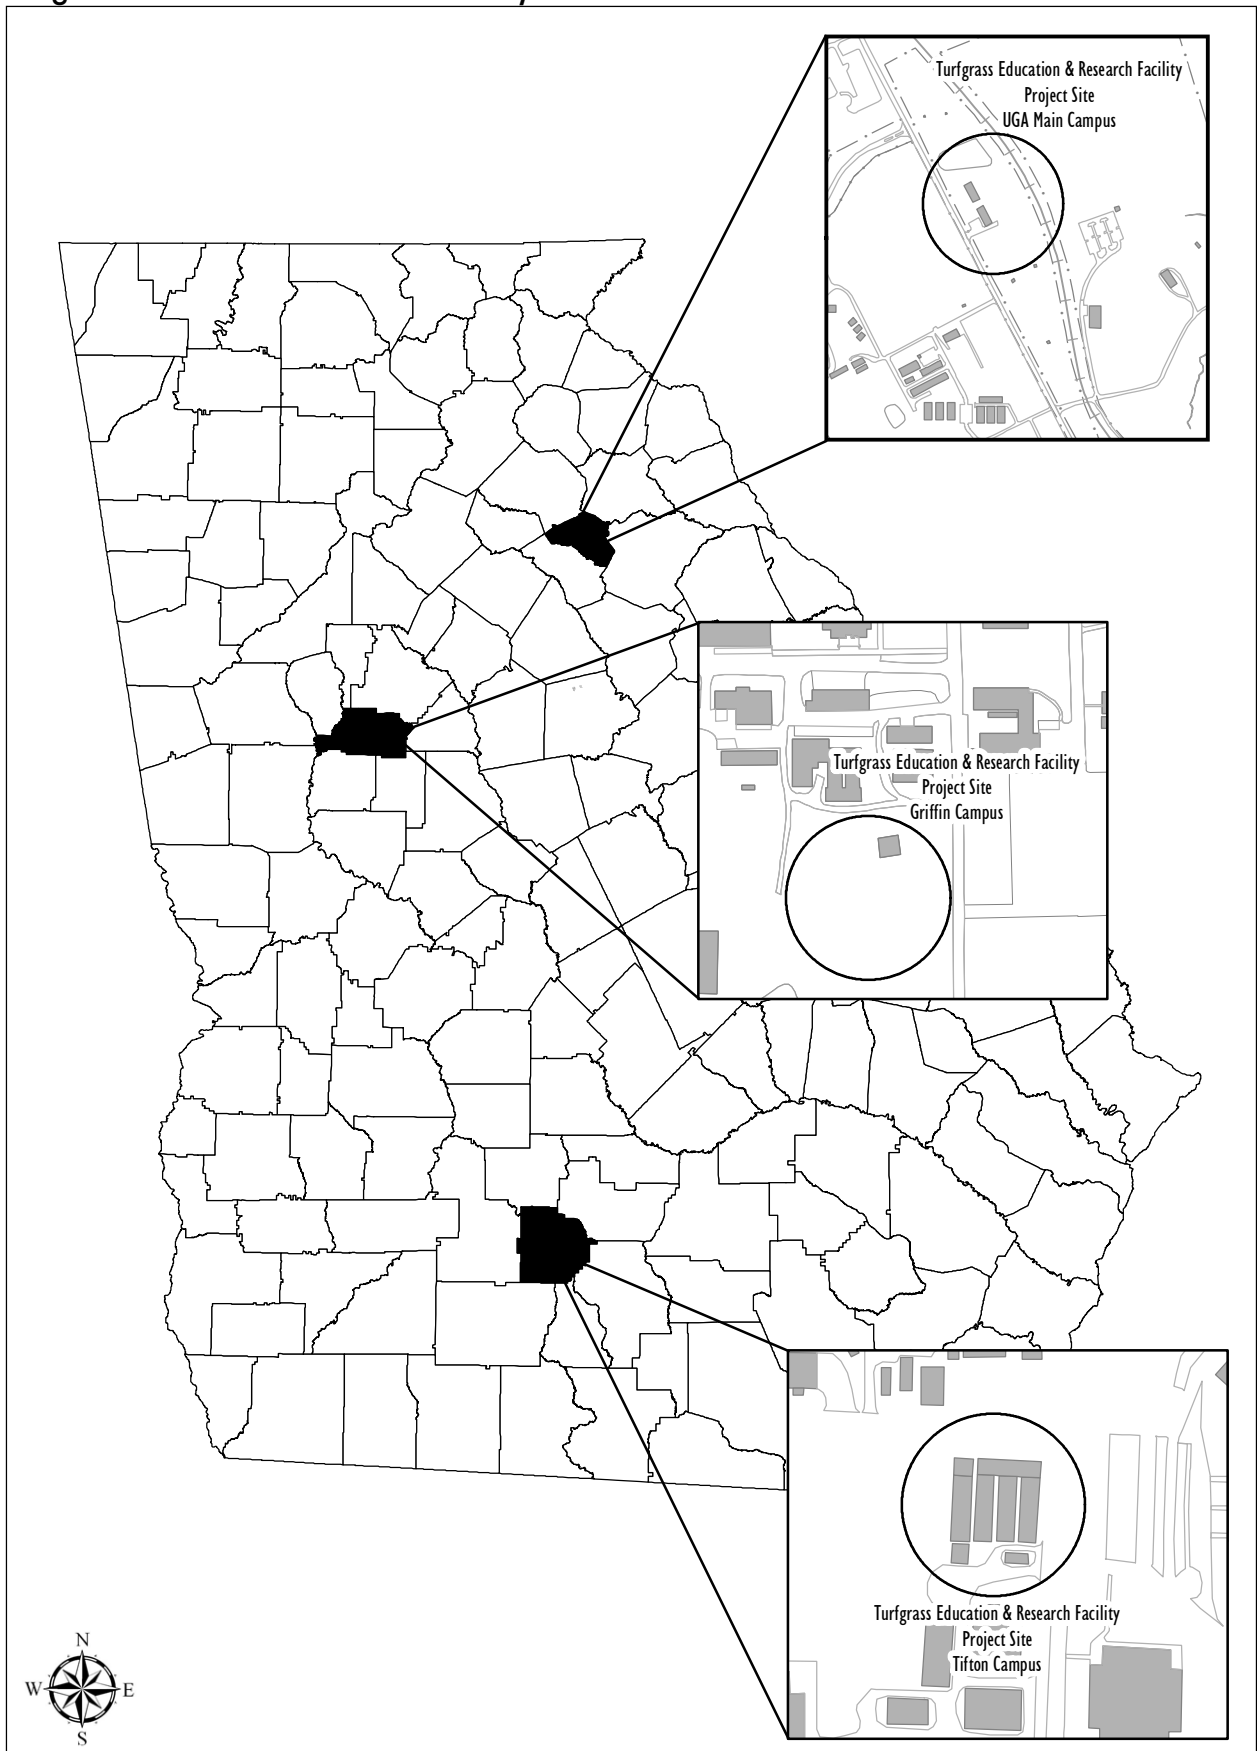 Turfgrass Education & Research Facility
Project Site
UGA Main Campus
Turfgrass Education & Research Facility
Project Site
Griffin Campus
Turfgrass Education & Research Facility
Project Site
Tifton Campus
N
W E
S